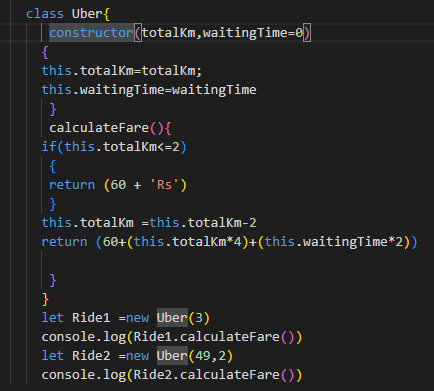 class Uber{
constructor(totalKm,waitingTime=0)
{
this.totalKm=totalKm;
this.waitingTime=waitingTime
}
calculateFare(){
if(this.totalKm<=2)
{
return (60 + 'Rs')
}
this.totalKm =this.totalKm-2
return (60+(this.totalKm*4)+(this.waitingTime*2))
}
}
let Ride1 =new Uber(3)
console.log(Ride1.calculateFare())
let Ride2 =new Uber(49,2)
console.log(Ride2.calculateFare())